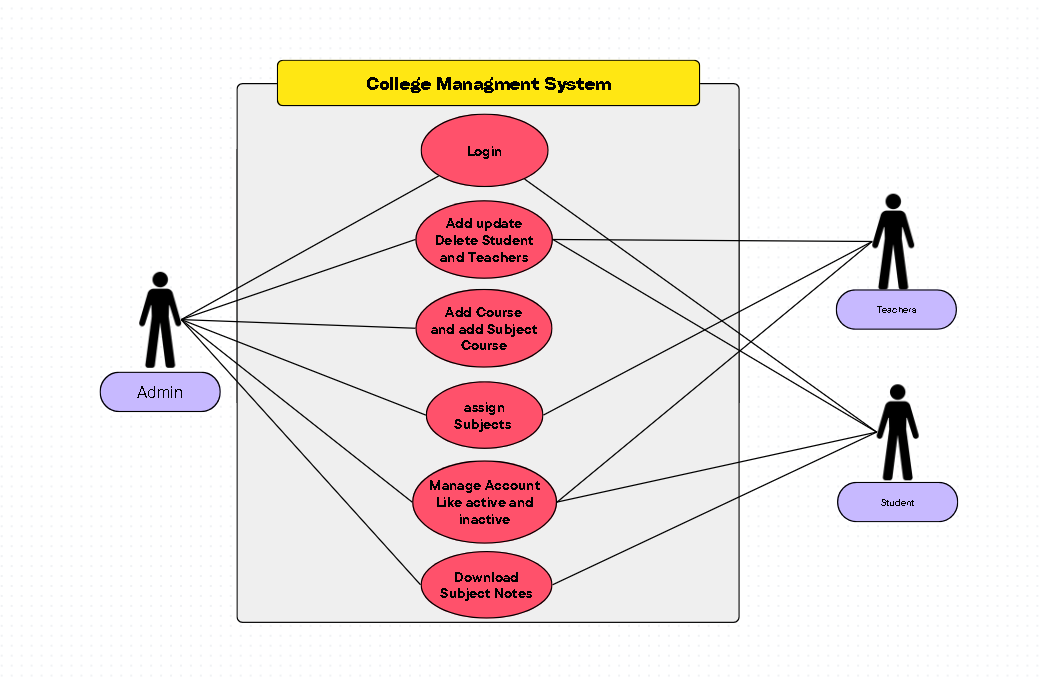 College Managment System
Login
Add update
Delete Student
and Teachers
Add Course
and add Subject
Course
assign
Subjects
Manage Account
Like active and
inactive
Download
Subject Notes
Admin
Teachers
Student